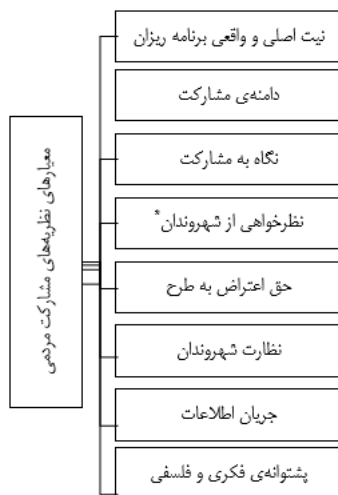 معیارهای نظریه‌های مشارکت مردمی
نیت اصلی و واقعی برنامه ریزان
دامنه‌ی مشارکت
نگاه به مشارکت
نظرخواهی از شهروندان*
حق اعتراض به طرح
نظارت شهروندان
جریان اطلاعات
پشتوانه‌ی فکری و فلسفی